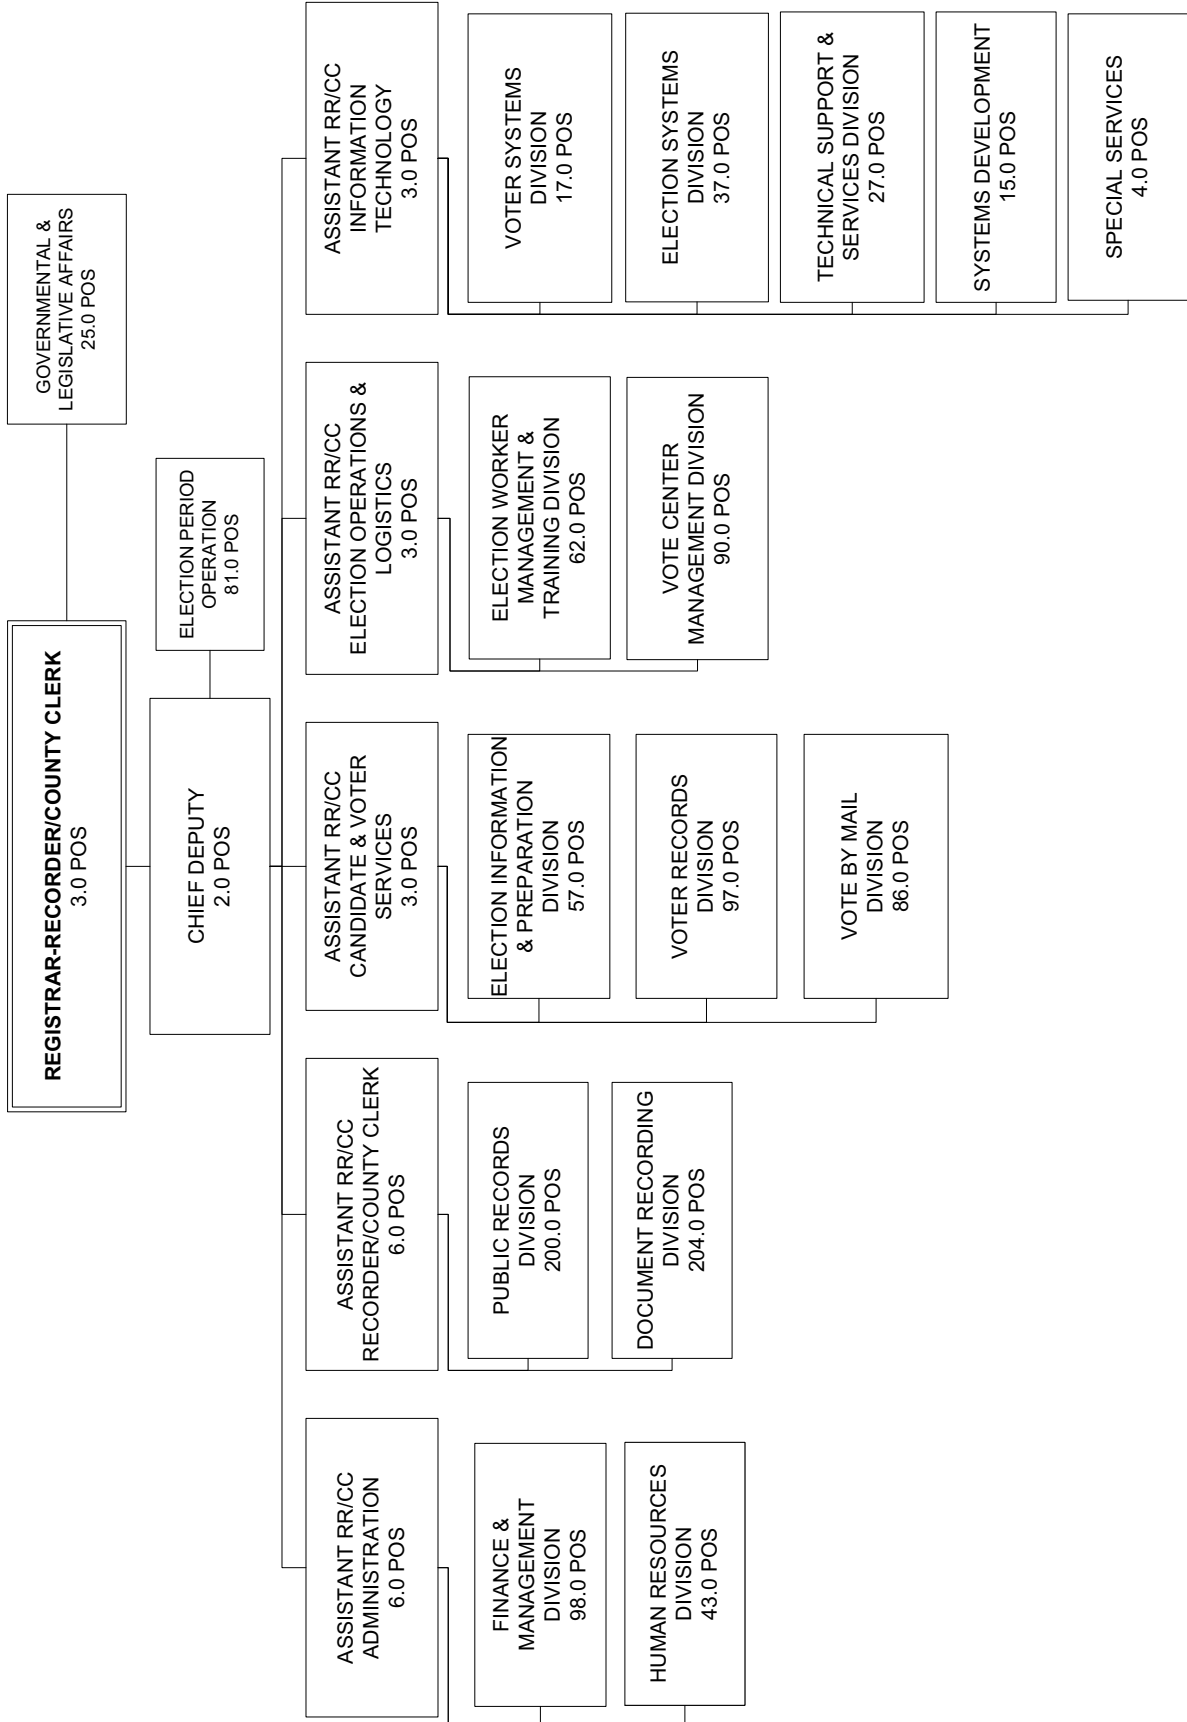 REGISTRAR-RECORDER/COUNTY CLERK
3.0 POS
GOVERNMENTAL &
LEGISLATIVE AFFAIRS
25.0 POS
CHIEF DEPUTY
2.0 POS
ELECTION PERIOD
OPERATION
81.0 POS
ASSISTANT RR/CC
ADMINISTRATION
6.0 POS
FINANCE &
MANAGEMENT
DIVISION
98.0 POS
HUMAN RESOURCES
DIVISION
43.0 POS
ASSISTANT RR/CC
RECORDER/COUNTY CLERK
6.0 POS
PUBLIC RECORDS
DIVISION
200.0 POS
DOCUMENT RECORDING
DIVISION
204.0 POS
ASSISTANT RR/CC
CANDIDATE & VOTER
SERVICES
3.0 POS
ELECTION INFORMATION
& PREPARATION
DIVISION
57.0 POS
VOTER RECORDS
DIVISION
97.0 POS
VOTE BY MAIL
DIVISION
86.0 POS
ASSISTANT RR/CC
ELECTION OPERATIONS &
LOGISTICS
3.0 POS
ELECTION WORKER
MANAGEMENT &
TRAINING DIVISION
62.0 POS
VOTE CENTER
MANAGEMENT DIVISION
90.0 POS
ASSISTANT RR/CC
INFORMATION
TECHNOLOGY
3.0 POS
VOTER SYSTEMS
DIVISION
17.0 POS
ELECTION SYSTEMS
DIVISION
37.0 POS
TECHNICAL SUPPORT &
SERVICES DIVISION
27.0 POS
SYSTEMS DEVELOPMENT
15.0 POS
SPECIAL SERVICES
4.0 POS